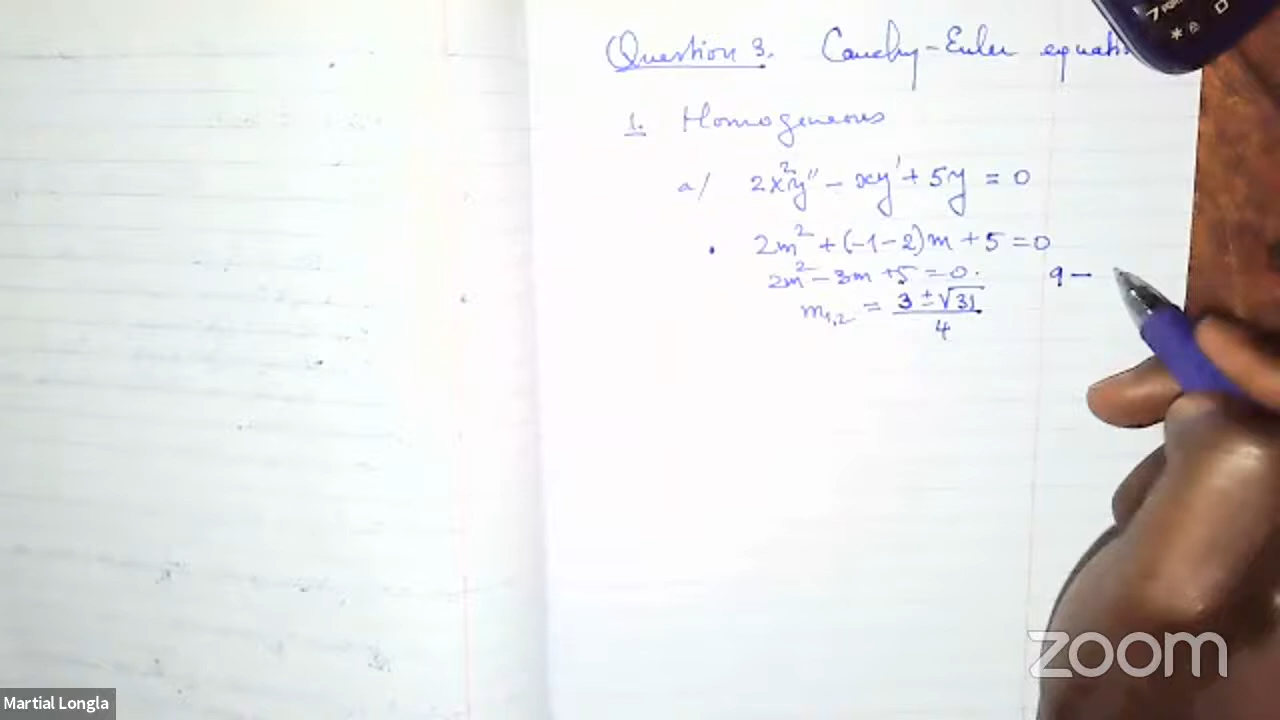 Question 3. Cauchy-Euler equati
1. Homogeneous
a/ 2x²y'' - xy' + 5y = 0
. 2m² + (-1-2)m + 5 = 0
2m² - 3m + 5 = 0. 9 -
m₁,₂ = (3 ± √31)/4
zoom
Martial Longla